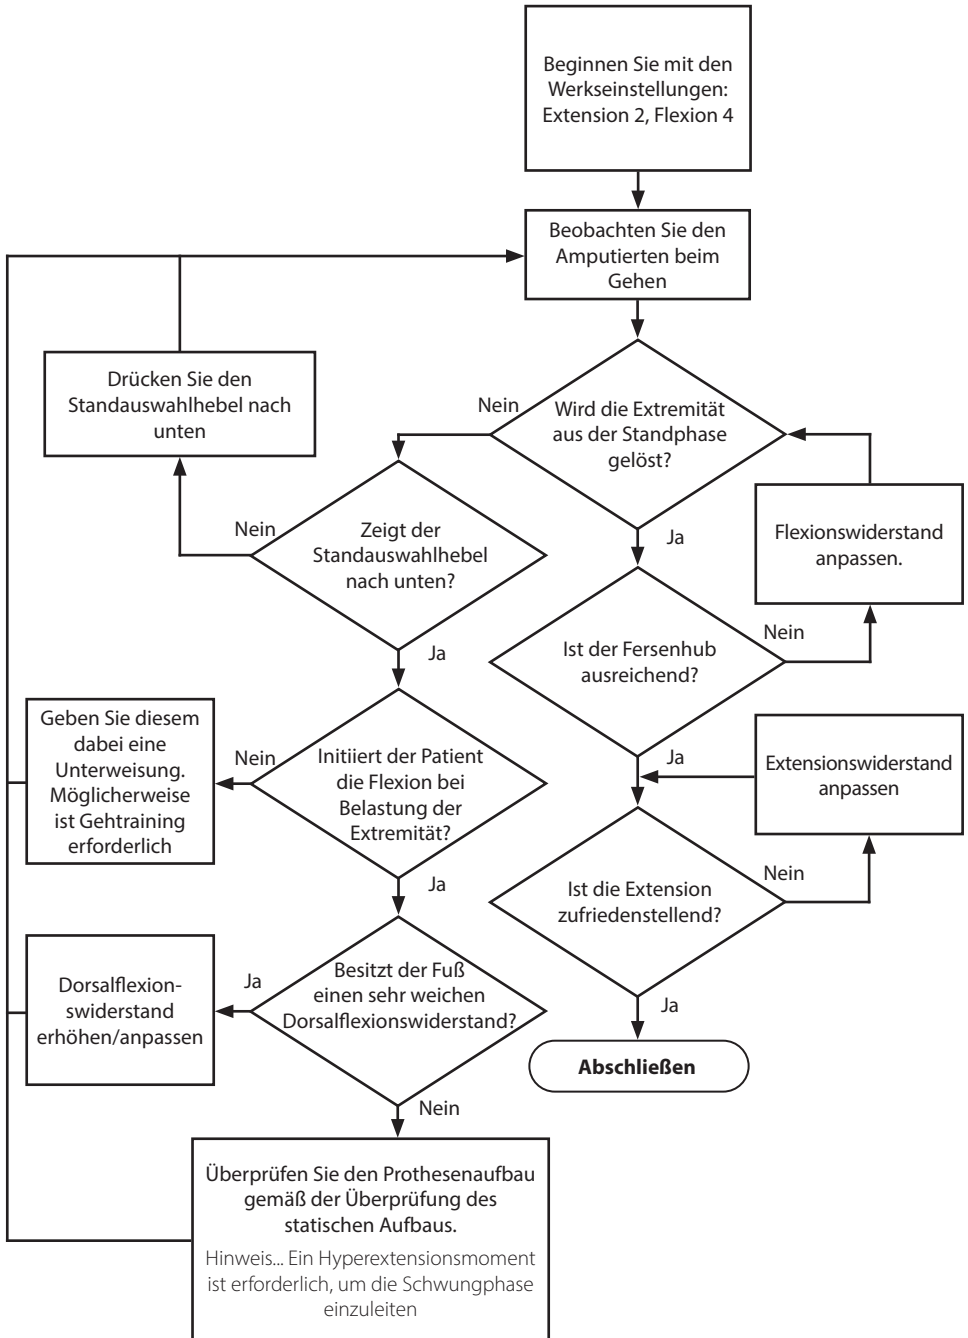 Beginnen Sie mit den
Werkseinstellungen:
Extension 2, Flexion 4
Beobachten Sie den
Amputierten beim
Gehen
Drücken Sie den
Standauswahlhebel nach
unten
Nein
Wird die Extremität
aus der Standphase
gelöst?
Nein
Zeigt der
Standauswahlhebel
nach unten?
Ja
Flexionswiderstand
anpassen.
Ja
Ist der Fersenhub
ausreichend?
Nein
Geben Sie diesem
dabei eine
Unterweisung.
Möglicherweise
ist Gehtraining
erforderlich
Nein
Initiiert der Patient
die Flexion bei
Belastung der
Extremität?
Ja
Extensionswiderstand
anpassen
Ja
Ist die Extension
zufriedenstellend?
Nein
Dorsalflexion-
swiderstand
erhöhen/anpassen
Ja
Besitzt der Fuß
einen sehr weichen
Dorsalflexionswiderstand?
Ja
Abschließen
Nein
Überprüfen Sie den Prothesenaufbau
gemäß der Überprüfung des
statischen Aufbaus.
Hinweis... Ein Hyperextensionsmoment
ist erforderlich, um die Schwungphase
einzuleiten